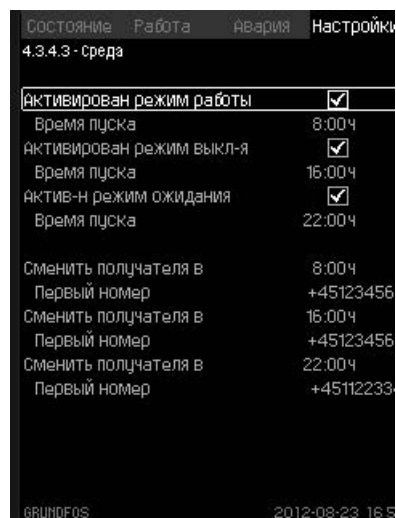 Состояние Работа Авария Настройки
4.3.4.3 - Среда
Активирован режим работы
Время пуска 8:00ч
Активирован режим выкл-я
Время пуска 16:00ч
Актив-н режим ожидания
Время пуска 22:00ч
Сменить получателя в 8:00ч
Первый номер +45123456
Сменить получателя в 16:00ч
Первый номер +45123456
Сменить получателя в 22:00ч
Первый номер +45112233
GRUNDFOS 2012-08-23 16:5